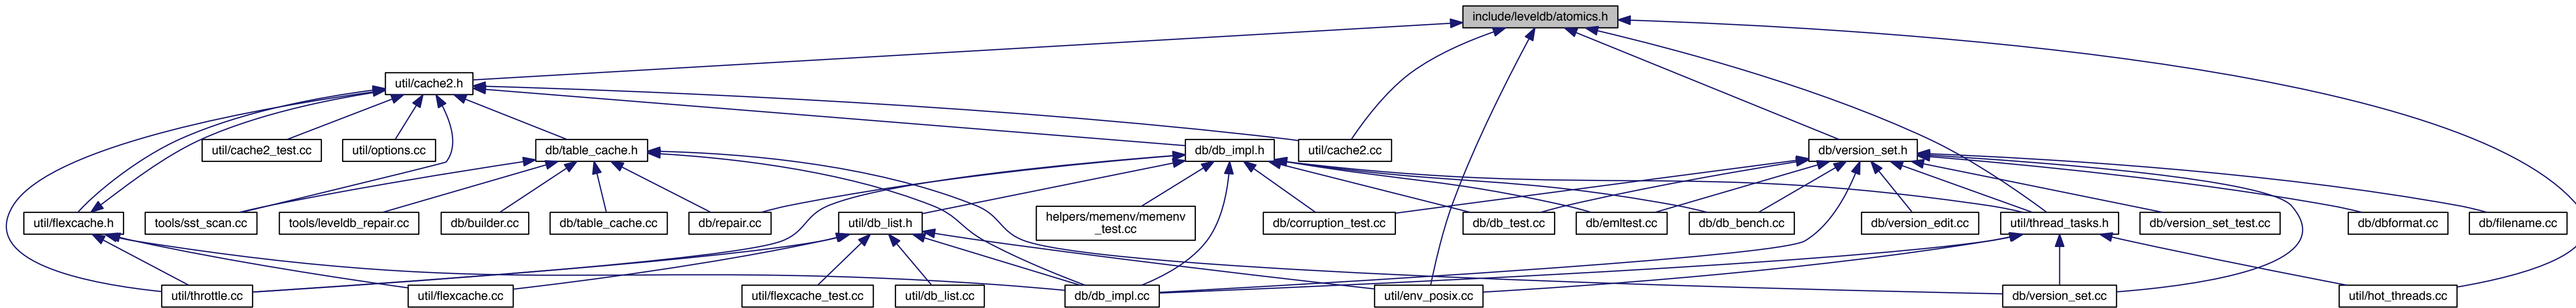 include/leveldb/atomics.h
util/cache2.h
util/cache2_test.cc
util/options.cc
db/table_cache.h
db/db_impl.h
util/cache2.cc
db/version_set.h
util/flexcache.h
tools/sst_scan.cc
tools/leveldb_repair.cc
db/builder.cc
db/table_cache.cc
db/repair.cc
util/db_list.h
helpers/memenv/memenv
_test.cc
db/corruption_test.cc
db/db_test.cc
db/emltest.cc
db/db_bench.cc
db/version_edit.cc
util/thread_tasks.h
db/version_set_test.cc
db/dbformat.cc
db/filename.cc
util/throttle.cc
util/flexcache.cc
util/flexcache_test.cc
util/db_list.cc
db/db_impl.cc
util/env_posix.cc
db/version_set.cc
util/hot_threads.cc